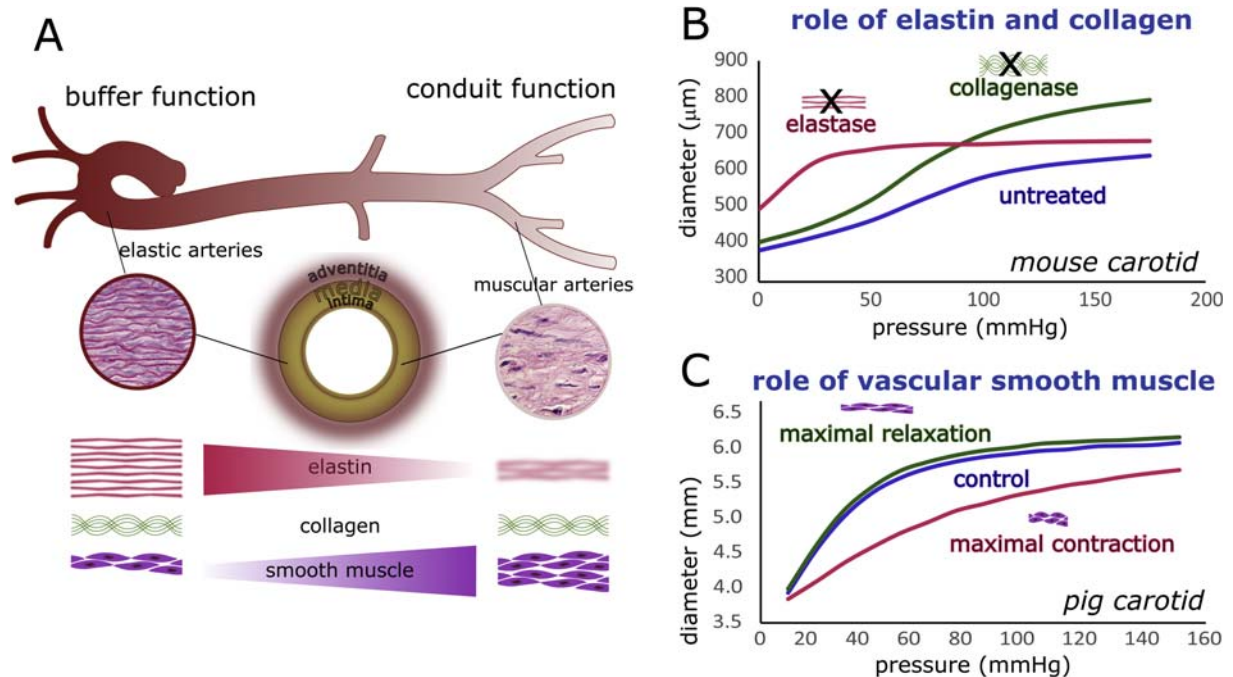 A
buffer function
conduit function
elastic arteries
adventitia
media
intima
muscular arteries
elastin
collagen
smooth muscle
B
role of elastin and collagen
diameter (μm)
900
800
700
600
500
400
300
X
elastase
X
collagenase
untreated
mouse carotid
0
50
100
150
200
pressure (mmHg)
C
role of vascular smooth muscle
diameter (mm)
6.5
6.0
5.5
5.0
4.5
4.0
3.5
maximal relaxation
control
maximal contraction
pig carotid
0
20
40
60
80
100
120
140
160
pressure (mmHg)